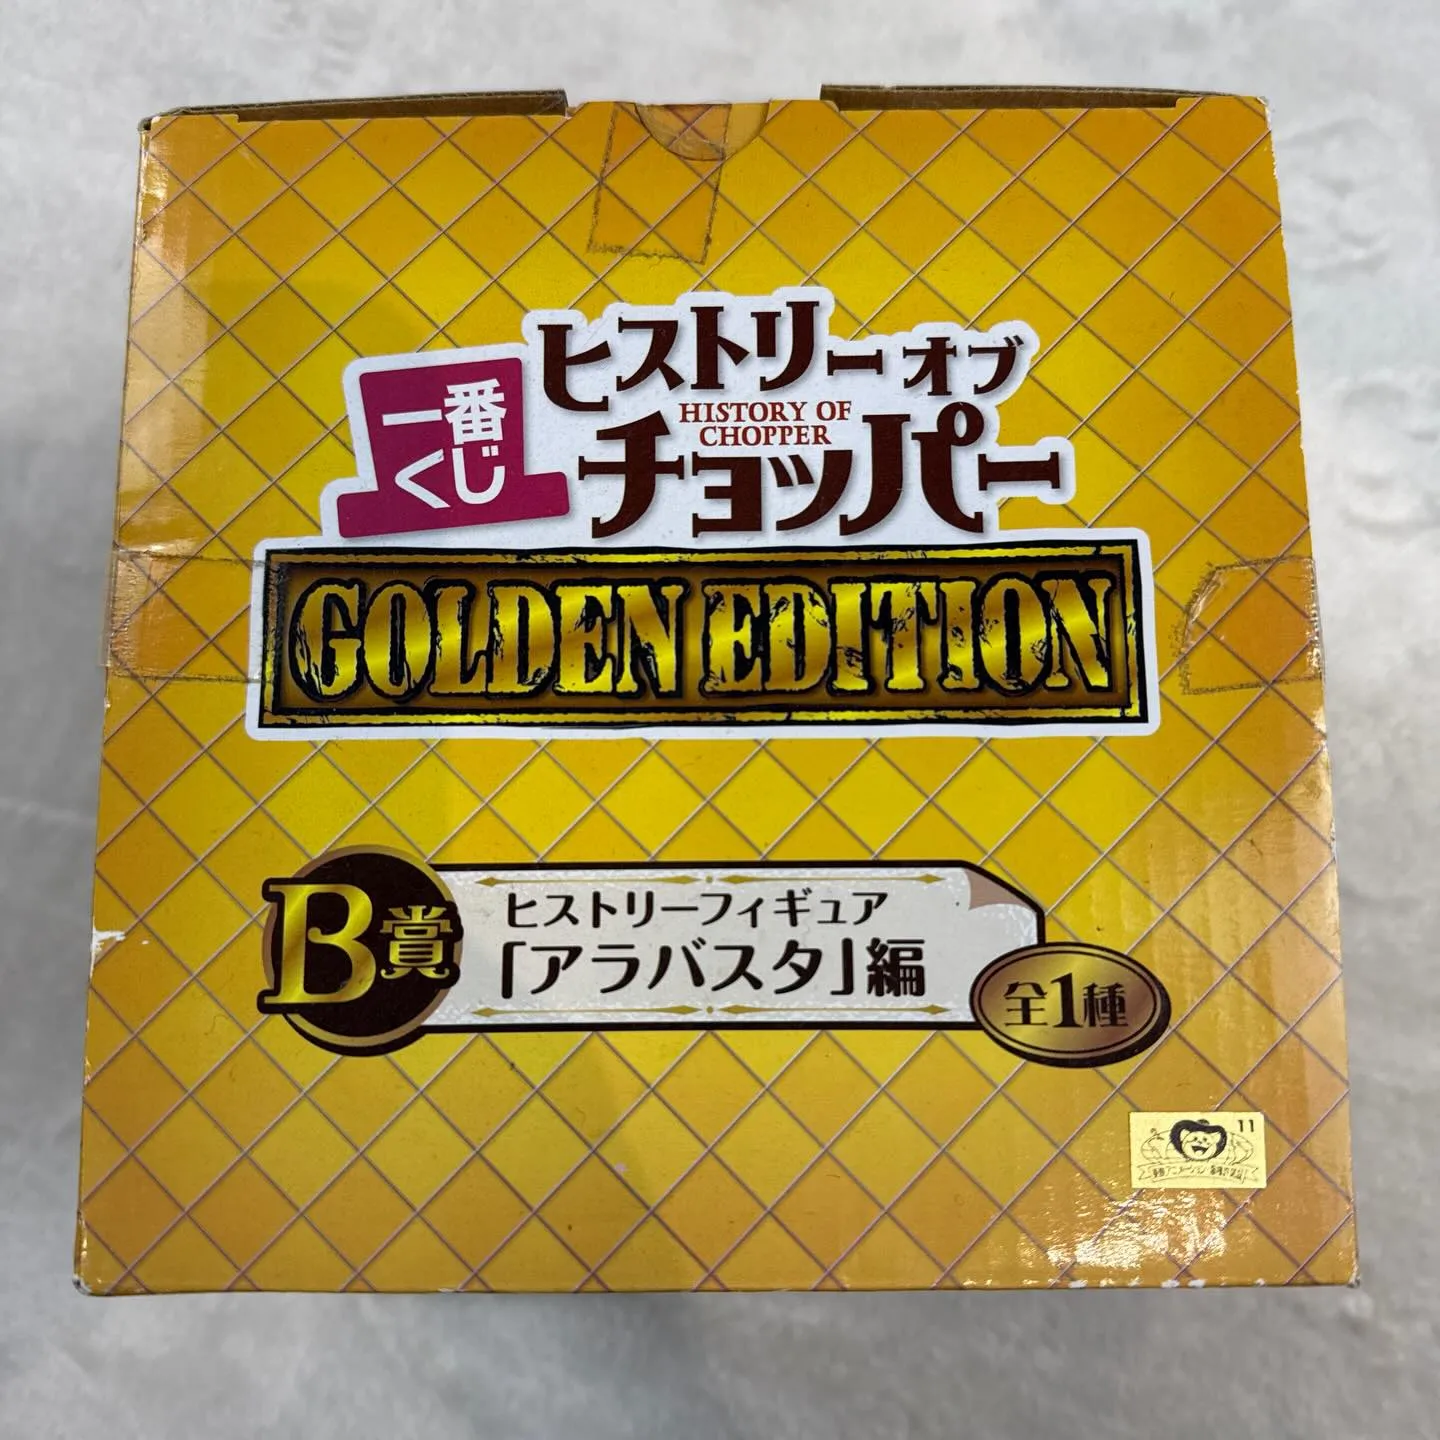 一番
くじ
ヒストリーオブ
HISTORY OF
CHOPPER
チョッパー
GOLDEN EDITION
B賞
ヒストリーフィギュア
「アラバスタ」編
全1種
11